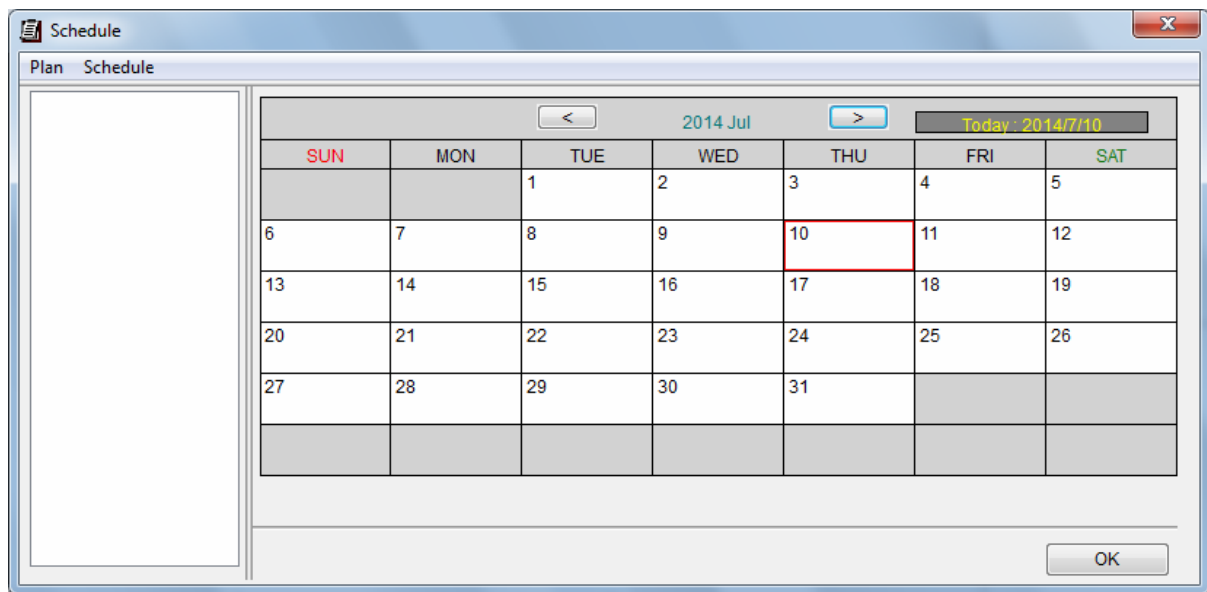 Schedule
Plan Schedule
< 2014 Jul > Today : 2014/7/10
SUN MON TUE WED THU FRI SAT
1 2 3 4 5
6 7 8 9 10 11 12
13 14 15 16 17 18 19
20 21 22 23 24 25 26
27 28 29 30 31
OK